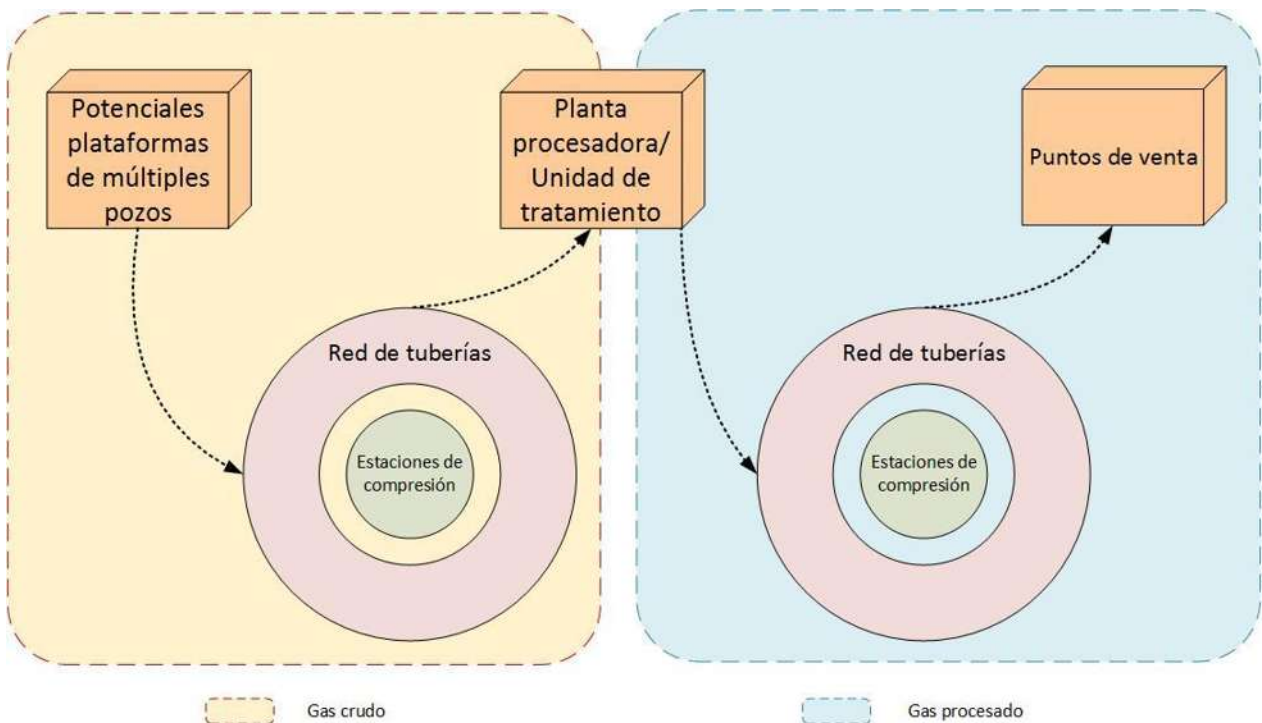 Potenciales
plataformas
de múltiples
pozos
Planta
procesadora/
Unidad de
tratamiento
Puntos de venta
Red de tuberías
Estaciones de
compresión
Red de tuberías
Estaciones de
compresión
Gas crudo
Gas procesado